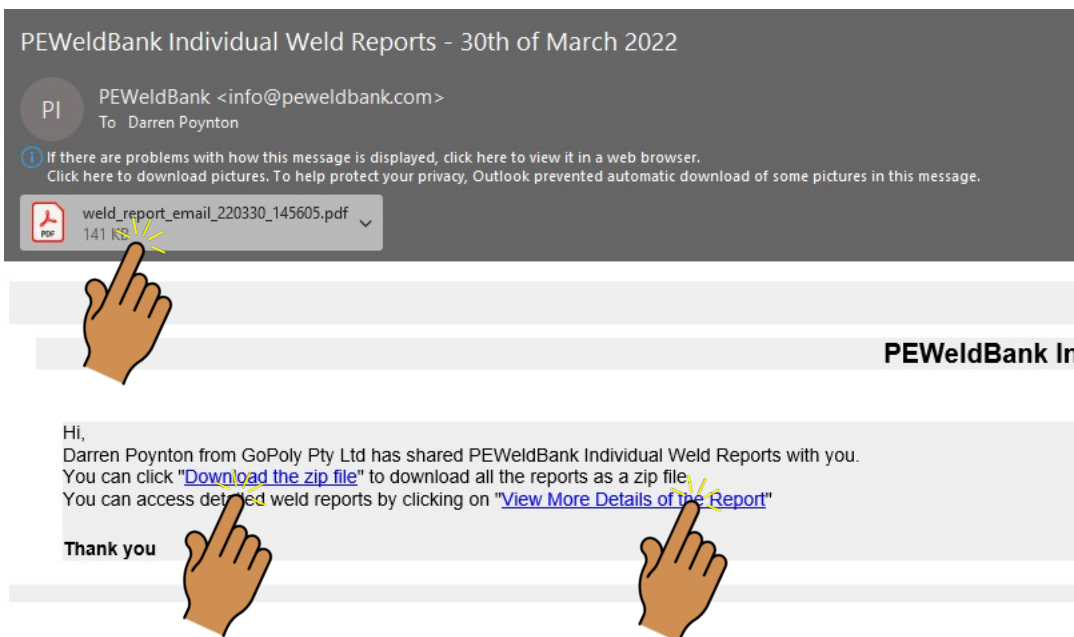 PEWeldBank Individual Weld Reports - 30th of March 2022
PI
PEWeldBank <info@peweldbank.com>
To Darren Poynton
If there are problems with how this message is displayed, click here to view it in a web browser.
Click here to download pictures. To help protect your privacy, Outlook prevented automatic download of some pictures in this message.
PDF
weld_report_email_220330_145605.pdf
141 KB
PEWeldBank In
Hi,
Darren Poynton from GoPoly Pty Ltd has shared PEWeldBank Individual Weld Reports with you.
You can click "Download the zip file" to download all the reports as a zip file
You can access detailed weld reports by clicking on "View More Details of the Report"
Thank you